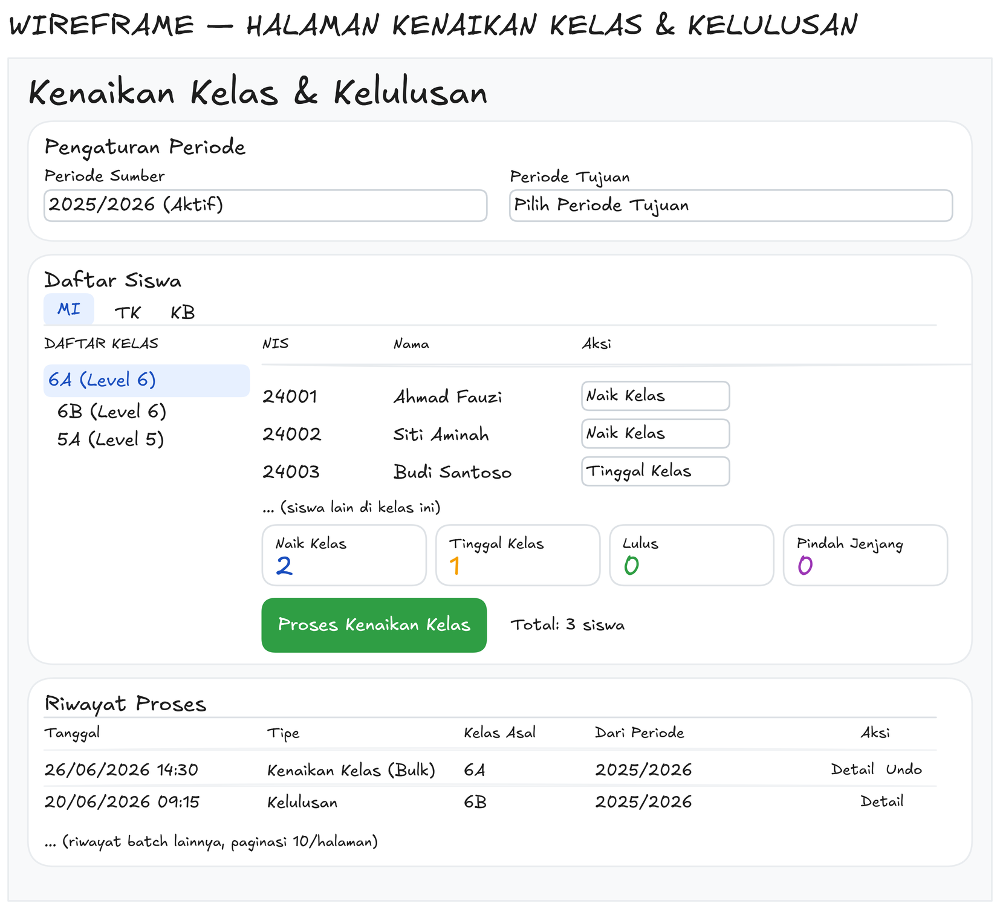 WIREFRAME — HALAMAN KENAIKAN KELAS & KELULUSAN
Kenaikan Kelas & Kelulusan
Pengaturan Periode
Periode Sumber
2025/2026 (Aktif)
Periode Tujuan
Pilih Periode Tujuan
Daftar Siswa
MI TK KB
DAFTAR KELAS
6A (Level 6)
6B (Level 6)
5A (Level 5)
NIS Nama Aksi
24001 Ahmad Fauzi Naik Kelas
24002 Siti Aminah Naik Kelas
24003 Budi Santoso Tinggal Kelas
... (siswa lain di kelas ini)
Naik Kelas
2
Tinggal Kelas
1
Lulus
0
Pindah Jenjang
0
Proses Kenaikan Kelas
Total: 3 siswa
Riwayat Proses
Tanggal Tipe Kelas Asal Dari Periode Aksi
26/06/2026 14:30 Kenaikan Kelas (Bulk) 6A 2025/2026 Detail Undo
20/06/2026 09:15 Kelulusan 6B 2025/2026 Detail
... (riwayat batch lainnya, paginasi 10/halaman)